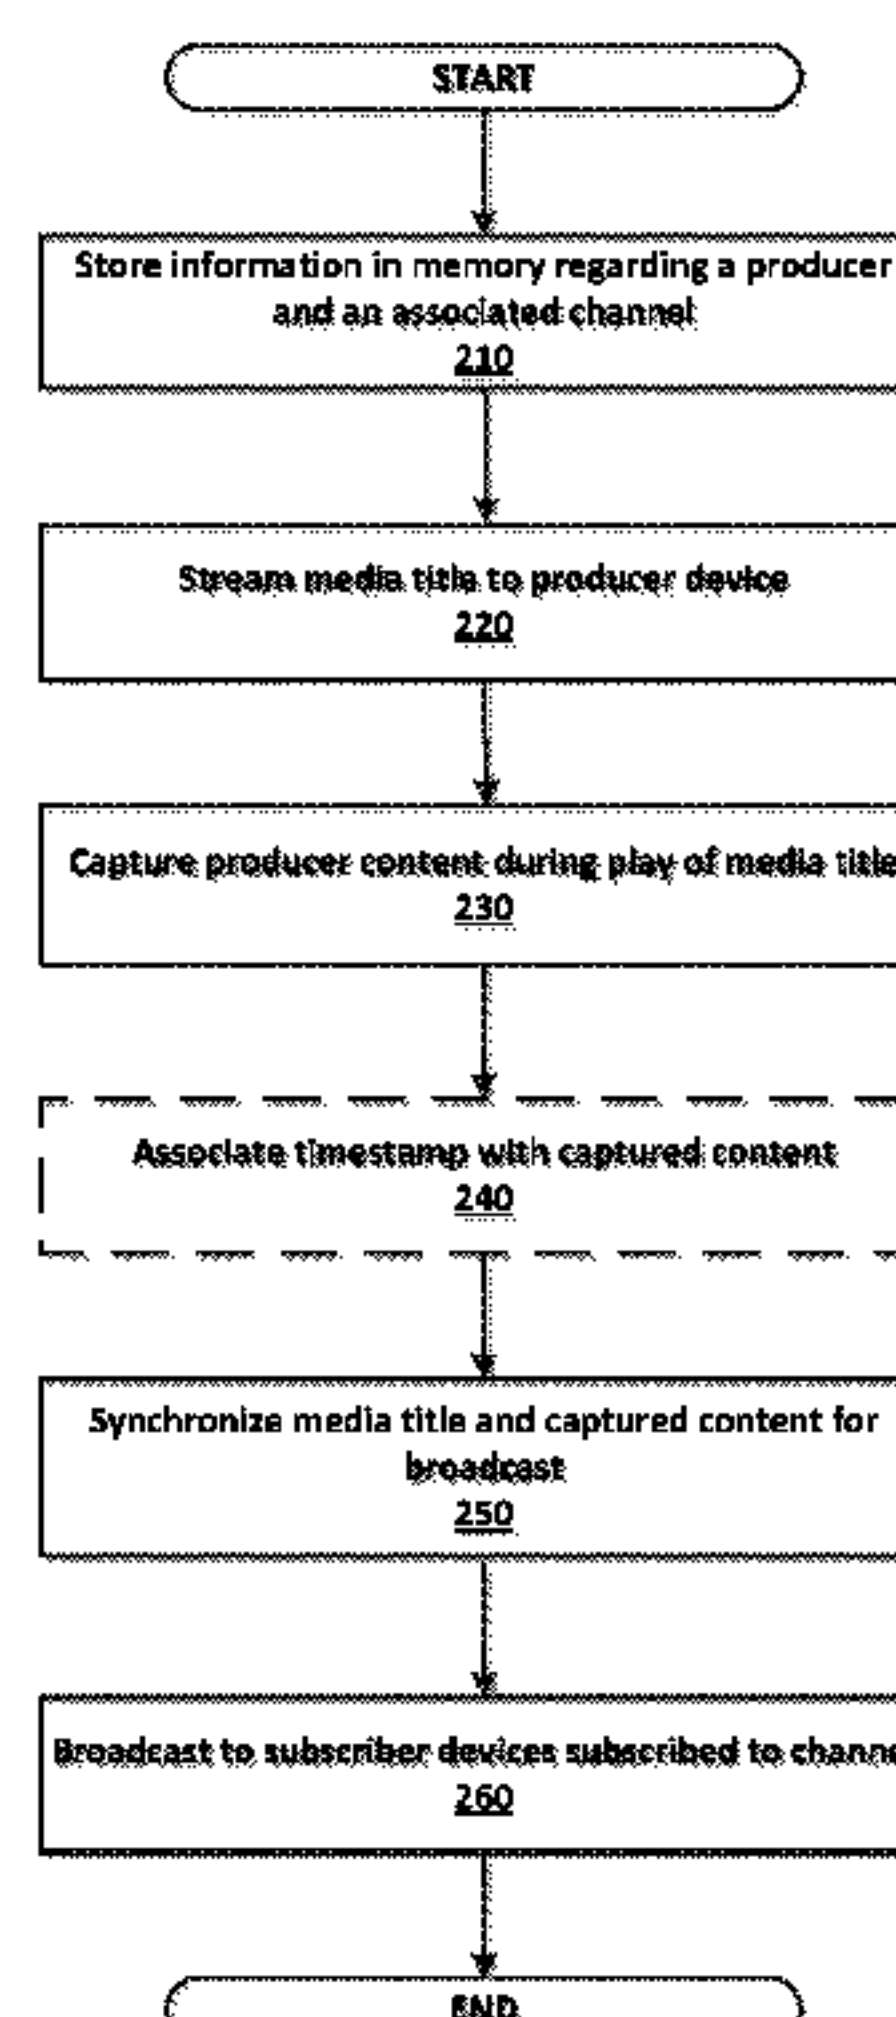 START
Store information in memory regarding a producer
and an associated channel
210
Stream media title to producer device
220
Capture producer content during play of media title
230
Associate timestamp with captured content
240
Synchronize media title and captured content for
broadcast
250
Broadcast to subscriber devices subscribed to
260
END